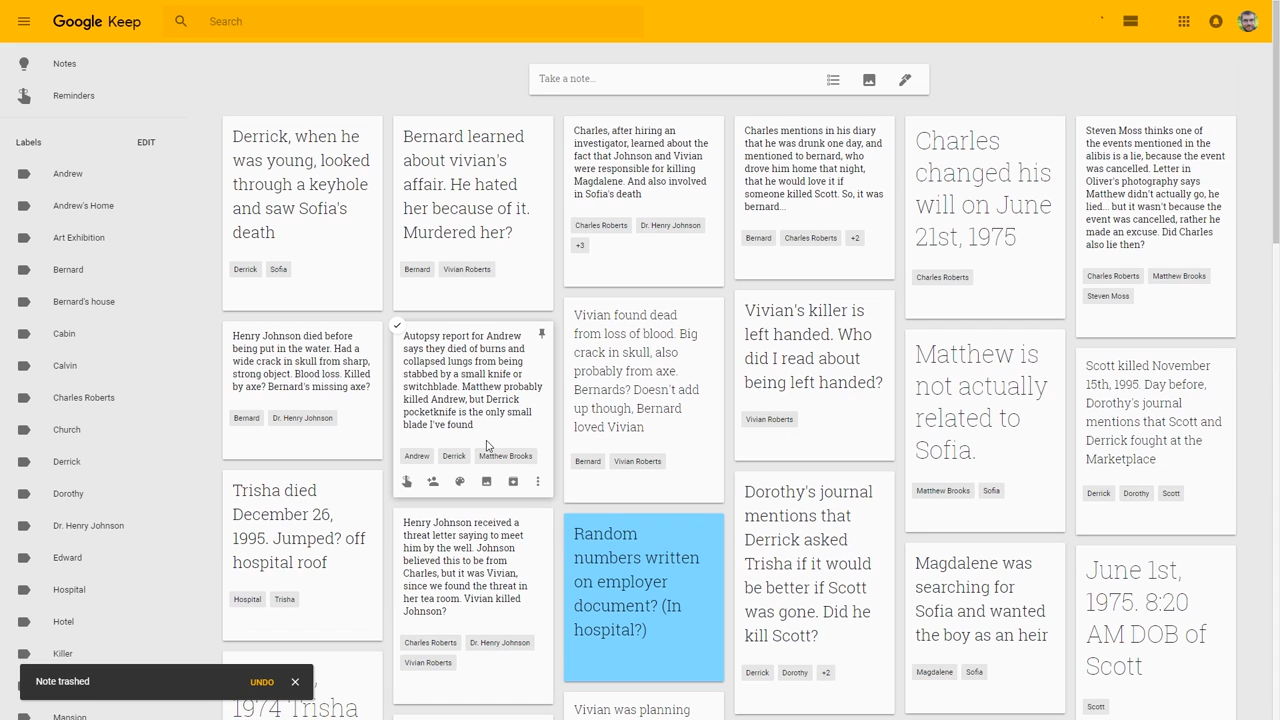 Google Keep
Search
Notes
Reminders
Labels EDIT
Andrew
Andrew's Home
Art Exhibition
Bernard
Bernard's house
Cabin
Calvin
Charles Roberts
Church
Derrick
Dorothy
Dr. Henry Johnson
Edward
Hospital
Hotel
Killer
Mansion
Note trashed UNDO
Take a note...
Derrick, when he
was young, looked
through a keyhole
and saw Sofia's
death
Derrick Sofia
Henry Johnson died before
being put in the water. Had a
wide crack in skull from sharp,
strong object. Blood loss. Killed
by axe? Bernard's missing axe?
Bernard Dr. Henry Johnson
Trisha died
December 26,
1995. Jumped? off
hospital roof
Hospital Trisha
1974 Trisha
Bernard learned
about vivian's
affair. He hated
her because of it.
Murdered her?
Bernard Vivian Roberts
Autopsy report for Andrew
says they died of burns and
collapsed lungs from being
stabbed by a small knife or
switchblade. Matthew probably
killed Andrew, but Derrick
pocketknife is the only small
blade I've found
Andrew Derrick Matthew Brooks
Henry Johnson received a
threat letter saying to meet
him by the well. Johnson
believed this to be from
Charles, but it was Vivian,
since we found the threat in
her tea room. Vivian killed
Johnson?
Charles Roberts Dr. Henry Johnson
Vivian Roberts
Charles, after hiring an
investigator, learned about the
fact that Johnson and Vivian
were responsible for killing
Magdalene. And also involved
in Sofia's death
Charles Roberts Dr. Henry Johnson
+3
Vivian found dead
from loss of blood. Big
crack in skull, also
probably from axe.
Bernards? Doesn't add
up though, Bernard
loved Vivian
Bernard Vivian Roberts
Random
numbers written
on employer
document? (In
hospital?)
Vivian was planning
Charles mentions in his diary
that he was drunk one day, and
mentioned to bernard, who
drove him home that night,
that he would love it if
someone killed Scott. So, it was
bernard...
Bernard Charles Roberts +2
Vivian's killer is
left handed. Who
did I read about
being left handed?
Vivian Roberts
Dorothy's journal
mentions that
Derrick asked
Trisha if it would
be better if Scott
was gone. Did he
kill Scott?
Derrick Dorothy +2
Charles
changed his
will on June
21st, 1975
Charles Roberts
Matthew is
not actually
related to
Sofia.
Matthew Brooks Sofia
Magdalene was
searching for
Sofia and wanted
the boy as an heir
Magdalene Sofia
Steven Moss thinks one of
the events mentioned in the
alibis is a lie, because the event
was cancelled. Letter in
Oliver's photography says
Matthew didn't actually go, he
lied... but it wasn't because the
event was cancelled, rather he
made an excuse. Did Charles
also lie then?
Charles Roberts Matthew Brooks
Steven Moss
Scott killed November
15th, 1995. Day before,
Dorothy's journal
mentions that Scott and
Derrick fought at the
Marketplace
Derrick Dorothy Scott
June 1st,
1975. 8:20
AM DOB of
Scott
Scott